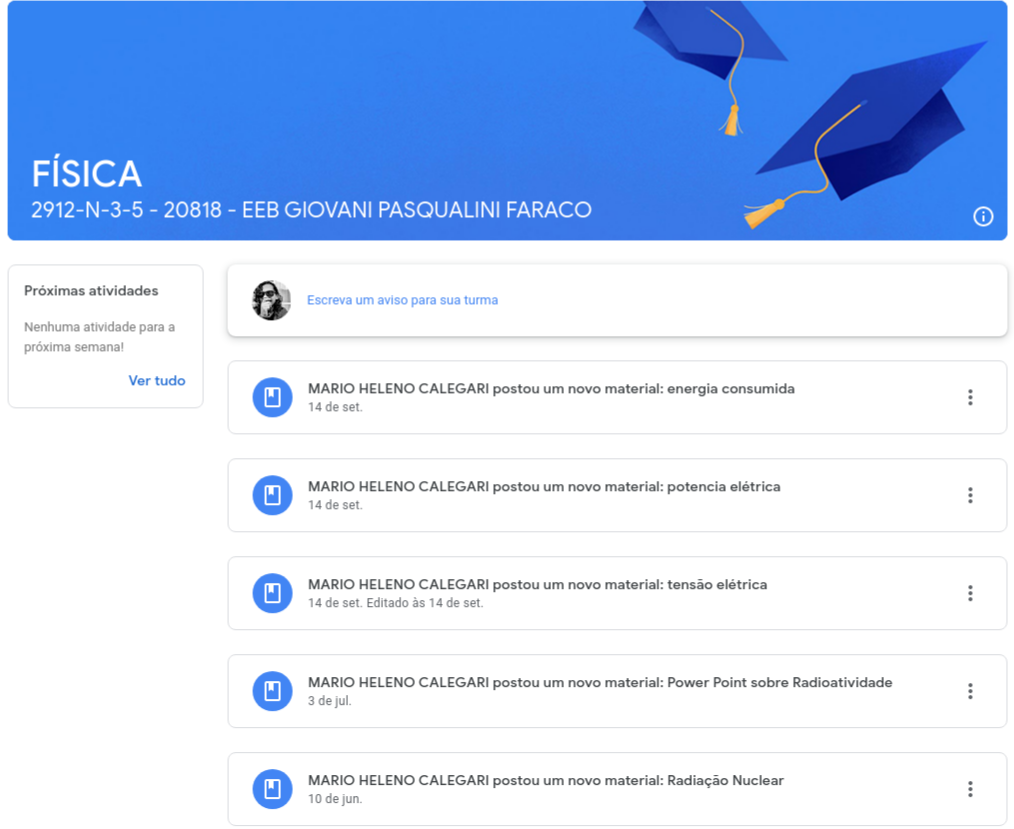 FÍSICA
2912-N-3-5 - 20818 - EEB GIOVANI PASQUALINI FARACO
Próximas atividades
Nenhuma atividade para a
próxima semana!
Ver tudo
Escreva um aviso para sua turma
MARIO HELENO CALEGARI postou um novo material: energia consumida
14 de set.
MARIO HELENO CALEGARI postou um novo material: potencia elétrica
14 de set.
MARIO HELENO CALEGARI postou um novo material: tensão elétrica
14 de set. Editado às 14 de set.
MARIO HELENO CALEGARI postou um novo material: Power Point sobre Radioatividade
3 de jul.
MARIO HELENO CALEGARI postou um novo material: Radiação Nuclear
10 de jun.